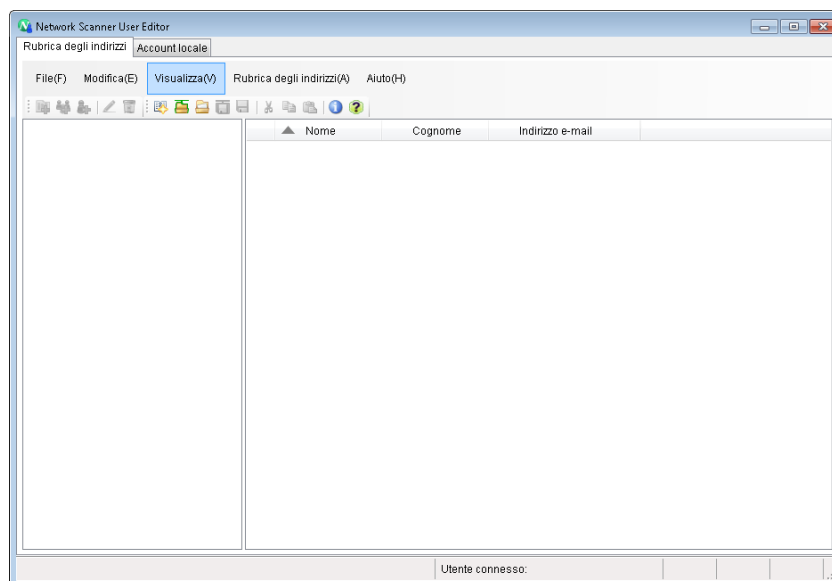 Network Scanner User Editor
Rubrica degli indirizzi Account locale
File(F) Modifica(E) Visualizza(V) Rubrica degli indirizzi(A) Aiuto(H)
Nome Cognome Indirizzo e-mail
Utente connesso: